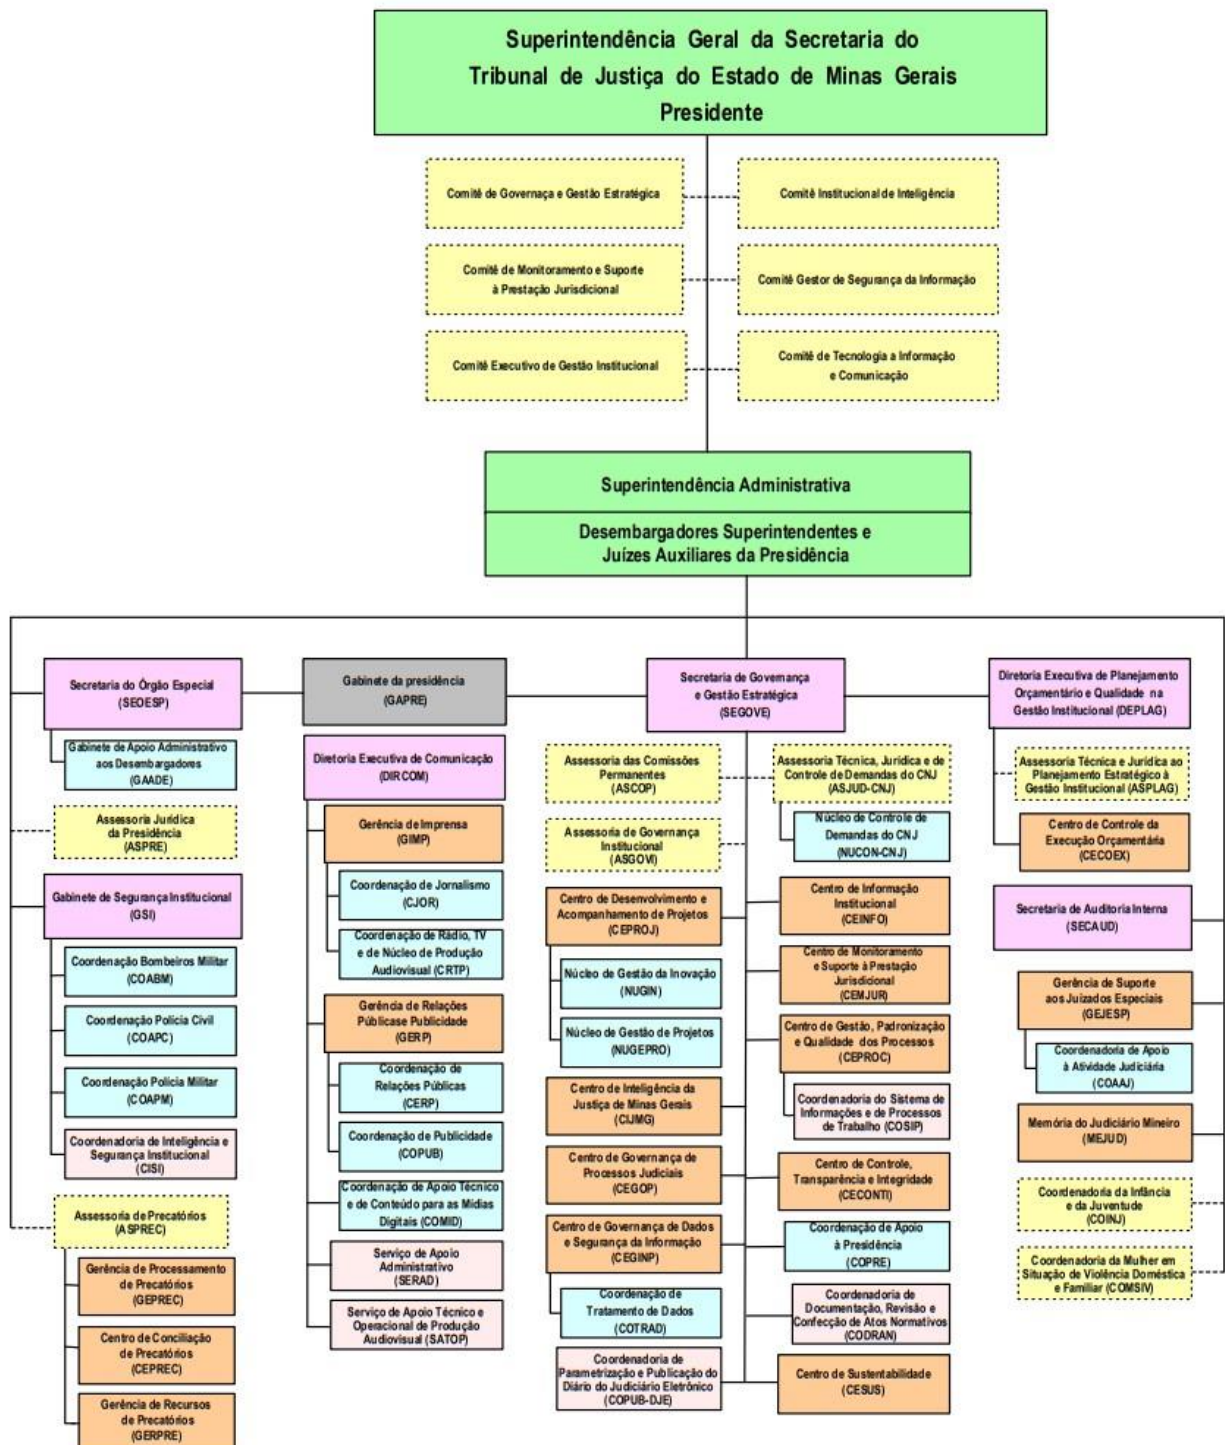 Superintendência Geral da Secretaria do
Tribunal de Justiça do Estado de Minas Gerais
Presidente
Comitê de Governaça e Gestão Estratégica
Comitê Institucional de Inteligência
Comitê de Monitoramento e Suporte
à Prestação Jurisdicional
Comitê Gestor de Segurança da Informação
Comitê Executivo de Gestão Institucional
Comitê de Tecnologia a Informação
e Comunicação
Superintendência Administrativa
Desembargadores Superintendentes e
Juízes Auxiliares da Presidência
Secretaria do Órgão Especial
(SEOESP)
Gabinete de Apoio Administrativo
aos Desembargadores
(GAADE)
Assessoria Jurídica
da Presidência
(ASPRE)
Gabinete de Segurança Institucional
(GSI)
Coordenação Bombeiros Militar
(COABM)
Coordenação Polícia Civil
(COAPC)
Coordenação Polícia Militar
(COAPM)
Coordenadoria de Inteligência e
Segurança Institucional
(CISI)
Assessoria de Precatórios
(ASPREC)
Gerência de Processamento
de Precatórios
(GEPREC)
Centro de Conciliação
de Precatórios
(CEPREC)
Gerência de Recursos
de Precatórios
(GERPRE)
Gabinete da presidência
(GAPRE)
Diretoria Executiva de Comunicação
(DIRCOM)
Gerência de Imprensa
(GIMP)
Coordenação de Jornalismo
(CJOR)
Coordenação de Rádio, TV
e de Núcleo de Produção
Audiovisual (CRTP)
Gerência de Relações
Públicase Publicidade
(GERP)
Coordenação de
Relações Públicas
(CERP)
Coordenação de Publicidade
(COPUB)
Coordenação de Apoio Técnico
e de Conteúdo para as Mídias
Digitais (COMID)
Serviço de Apoio
Administrativo
(SERAD)
Serviço de Apoio Técnico e
Operacional de Produção
Audiovisual (SATOP)
Secretaria de Governança
e Gestão Estratégica
(SEGOVE)
Assessoria das Comissões
Permanentes
(ASCOP)
Assessoria de Governança
Institucional
(ASGOVI)
Centro de Desenvolvimento e
Acompanhamento de Projetos
(CEPROJ)
Núcleo de Gestão da Inovação
(NUGIN)
Núcleo de Gestão de Projetos
(NUGEPRO)
Centro de Inteligência da
Justiça de Minas Gerais
(CIJMG)
Centro de Governança de
Processos Judiciais
(CEGOP)
Centro de Governança de Dados
e Segurança da Informação
(CEGINP)
Coordenação de
Tratamento de Dados
(COTRAD)
Coordenadoria de
Parametrização e Publicação do
Diário do Judiciário Eletrônico
(COPUB-DJE)
Assessoria Técnica, Jurídica e de
Controle de Demandas do CNJ
(ASJUD-CNJ)
Núcleo de Controle de
Demandas do CNJ
(NUCON-CNJ)
Centro de Informação
Institucional
(CEINFO)
Centro de Monitoramento
e Suporte à Prestação
Jurisdicional
(CEMJUR)
Centro de Gestão, Padronização
e Qualidade dos Processos
(CEPROC)
Coordenadoria do Sistema de
Informações e de Processos
de Trabalho (COSIP)
Centro de Controle,
Transparência e Integridade
(CECONTI)
Coordenação de Apoio
à Presidência
(COPRE)
Coordenadoria de
Documentação, Revisão e
Confecção de Atos Normativos
(CODRAN)
Centro de Sustentabilidade
(CESUS)
Diretoria Executiva de Planejamento
Orçamentário e Qualidade na
Gestão Institucional (DEPLAG)
Assessoria Técnica e Jurídica ao
Planejamento Estratégico à
Gestão Institucional (ASPLAG)
Centro de Controle da
Execução Orçamentária
(CECOEX)
Secretaria de Auditoria Interna
(SECAUD)
Gerência de Suporte
aos Juizados Especiais
(GEJESP)
Coordenadoria de Apoio
à Atividade Judiciária
(COAAJ)
Memória do Judiciário Mineiro
(MEJUD)
Coordenadoria da Infância
e da Juventude
(COINJ)
Coordenadoria da Mulher em
Situação de Violência Doméstica
e Familiar (COMSIV)